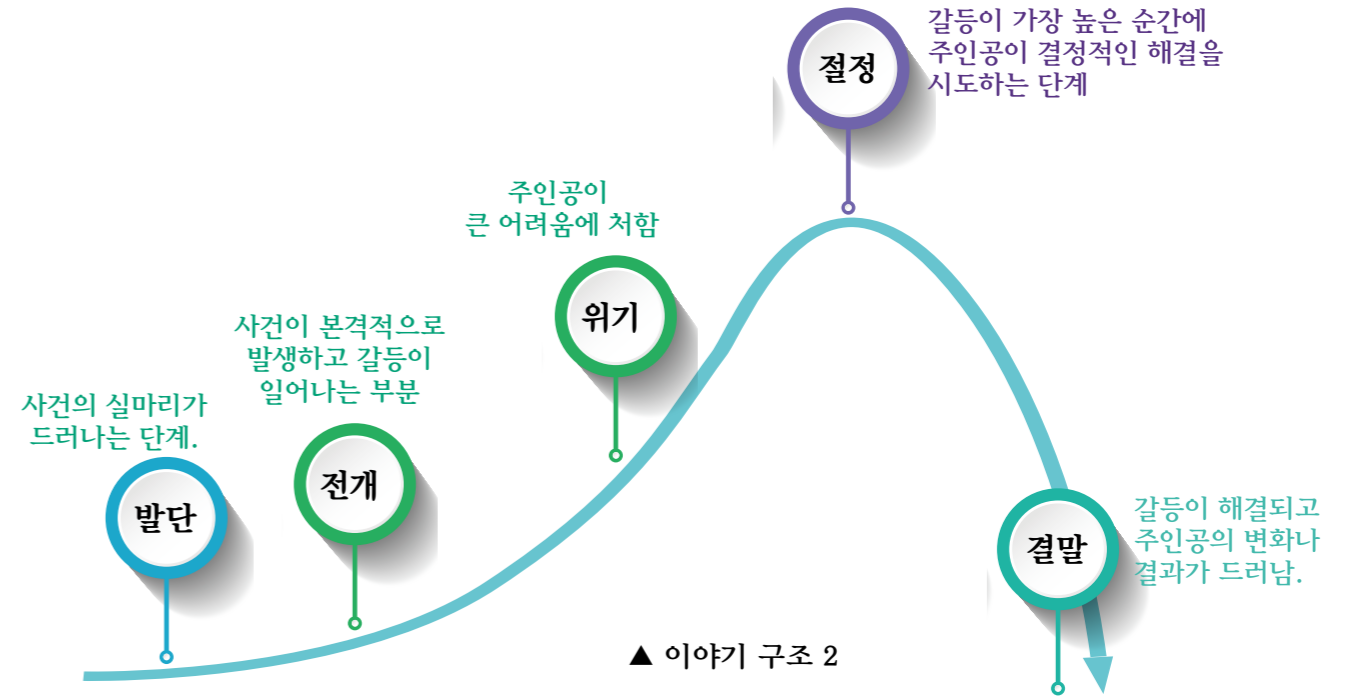 사건의 실마리가
드러나는 단계.
발단
사건이 본격적으로
발생하고 갈등이
일어나는 부분
전개
주인공이
큰 어려움에 처함
위기
절정
갈등이 가장 높은 순간에
주인공이 결정적인 해결을
시도하는 단계
결말
갈등이 해결되고
주인공의 변화나
결과가 드러남.
▲ 이야기 구조 2